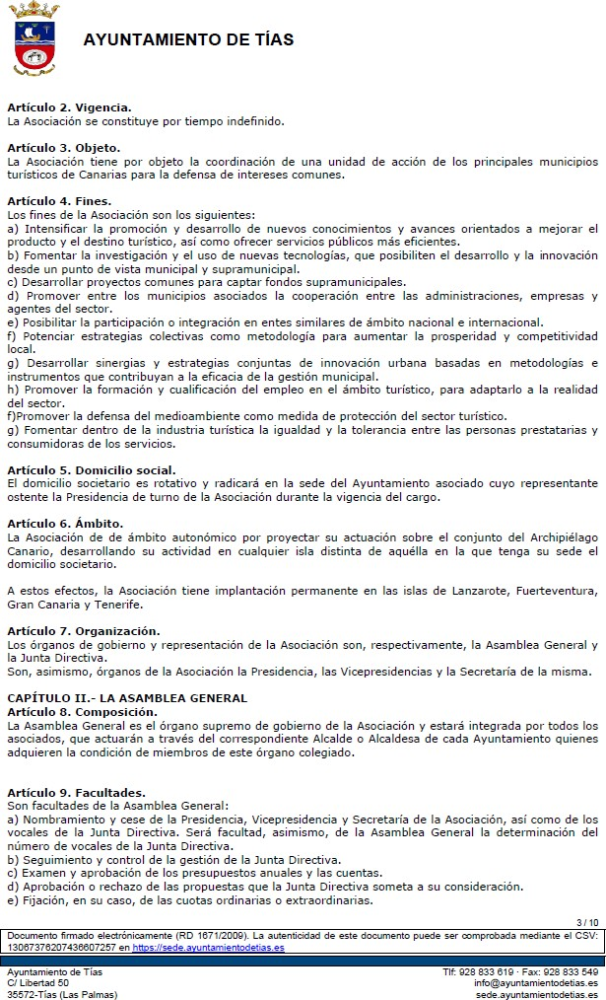 AYUNTAMIENTO DE TÍAS
Artículo 2. Vigencia.
La Asociación se constituye por tiempo indefinido.
Artículo 3. Objeto.
La Asociación tiene por objeto la coordinación de una unidad de acción de los principales municipios
turísticos de Canarias para la defensa de intereses comunes.
Artículo 4. Fines.
Los fines de la Asociación son los siguientes:
a) Intensificar la promoción y desarrollo de nuevos conocimientos y avances orientados a mejorar el
producto y el destino turístico, así como ofrecer servicios públicos más eficientes.
b) Fomentar la investigación y el uso de nuevas tecnologías, que posibiliten el desarrollo y la innovación
desde un punto de vista municipal y supramunicipal.
c) Desarrollar proyectos comunes para captar fondos supramunicipales.
d) Promover entre los municipios asociados la cooperación entre las administraciones, empresas y
agentes del sector.
e) Posibilitar la participación o integración en entes similares de ámbito nacional e internacional.
f) Potenciar estrategias colectivas como metodología para aumentar la prosperidad y competitividad
local.
g) Desarrollar sinergias y estrategias conjuntas de innovación urbana basadas en metodologías e
instrumentos que contribuyan a la eficacia de la gestión municipal.
h) Promover la formación y cualificación del empleo en el ámbito turístico, para adaptarlo a la realidad
del sector.
f)Promover la defensa del medioambiente como medida de protección del sector turístico.
g) Fomentar dentro de la industria turística la igualdad y la tolerancia entre las personas prestatarias y
consumidoras de los servicios.
Artículo 5. Domicilio social.
El domicilio societario es rotativo y radicará en la sede del Ayuntamiento asociado cuyo representante
ostente la Presidencia de turno de la Asociación durante la vigencia del cargo.
Artículo 6. Ámbito.
La Asociación de de ámbito autonómico por proyectar su actuación sobre el conjunto del Archipiélago
Canario, desarrollando su actividad en cualquier isla distinta de aquélla en la que tenga su sede el
domicilio societario.
A estos efectos, la Asociación tiene implantación permanente en las islas de Lanzarote, Fuerteventura,
Gran Canaria y Tenerife.
Artículo 7. Organización.
Los órganos de gobierno y representación de la Asociación son, respectivamente, la Asamblea General y
la Junta Directiva.
Son, asimismo, órganos de la Asociación la Presidencia, las Vicepresidencias y la Secretaría de la misma.
CAPÍTULO II.- LA ASAMBLEA GENERAL
Artículo 8. Composición.
La Asamblea General es el órgano supremo de gobierno de la Asociación y estará integrada por todos los
asociados, que actuarán a través del correspondiente Alcalde o Alcaldesa de cada Ayuntamiento quienes
adquieren la condición de miembros de este órgano colegiado.
Artículo 9. Facultades.
Son facultades de la Asamblea General:
a) Nombramiento y cese de la Presidencia, Vicepresidencia y Secretaría de la Asociación, así como de los
vocales de la Junta Directiva. Será facultad, asimismo, de la Asamblea General la determinación del
número de vocales de la Junta Directiva.
b) Seguimiento y control de la gestión de la Junta Directiva.
c) Examen y aprobación de los presupuestos anuales y las cuentas.
d) Aprobación o rechazo de las propuestas que la Junta Directiva someta a su consideración.
e) Fijación, en su caso, de las cuotas ordinarias o extraordinarias.
3 / 10
Documento firmado electrónicamente (RD 1671/2009). La autenticidad de este documento puede ser comprobada mediante el CSV:
13067376207436607257 en https://sede.ayuntamientodetias.es
Ayuntamiento de Tías
Tlf: 928 833 619 · Fax: 928 833 549
C/ Libertad 50
info@ayuntamientodetias.es
35572-Tías (Las Palmas)
sede.ayuntamientodetias.es